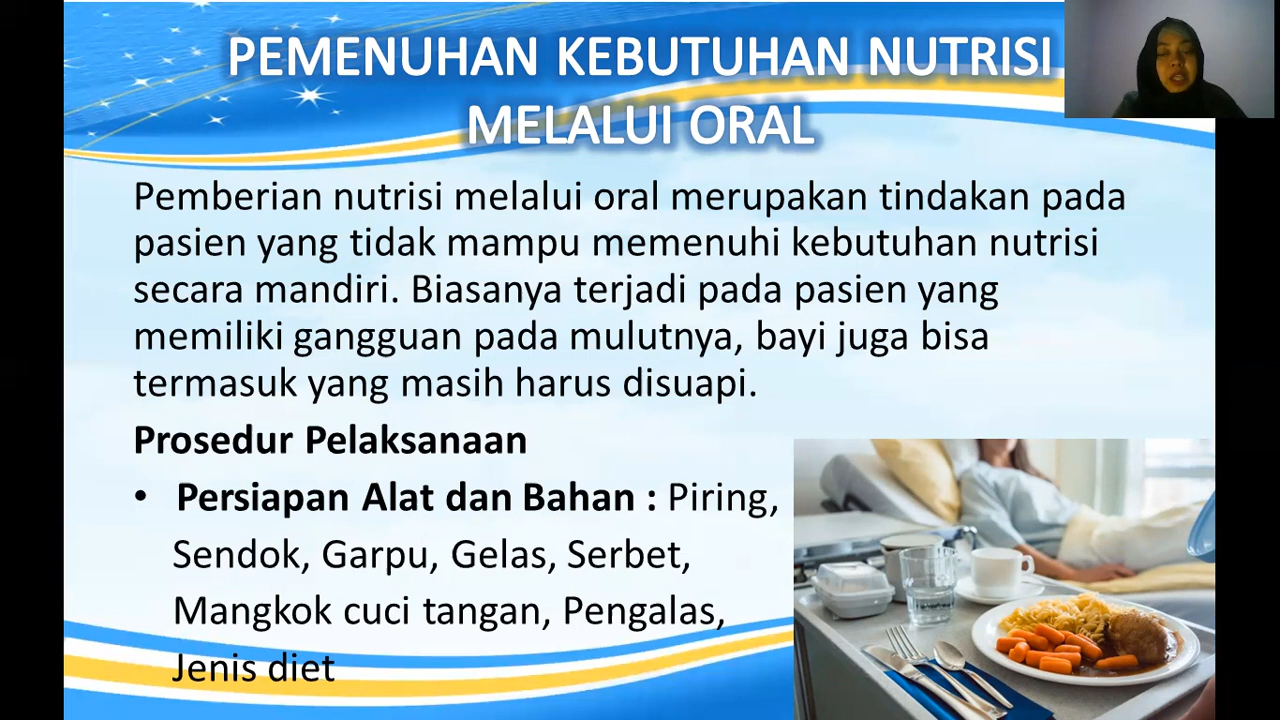 PEMENUHAN KEBUTUHAN NUTRISI
MELALUI ORAL
Pemberian nutrisi melalui oral merupakan tindakan pada
pasien yang tidak mampu memenuhi kebutuhan nutrisi
secara mandiri. Biasanya terjadi pada pasien yang
memiliki gangguan pada mulutnya, bayi juga bisa
termasuk yang masih harus disuapi.
Prosedur Pelaksanaan
• Persiapan Alat dan Bahan : Piring,
Sendok, Garpu, Gelas, Serbet,
Mangkok cuci tangan, Pengalas,
Jenis diet